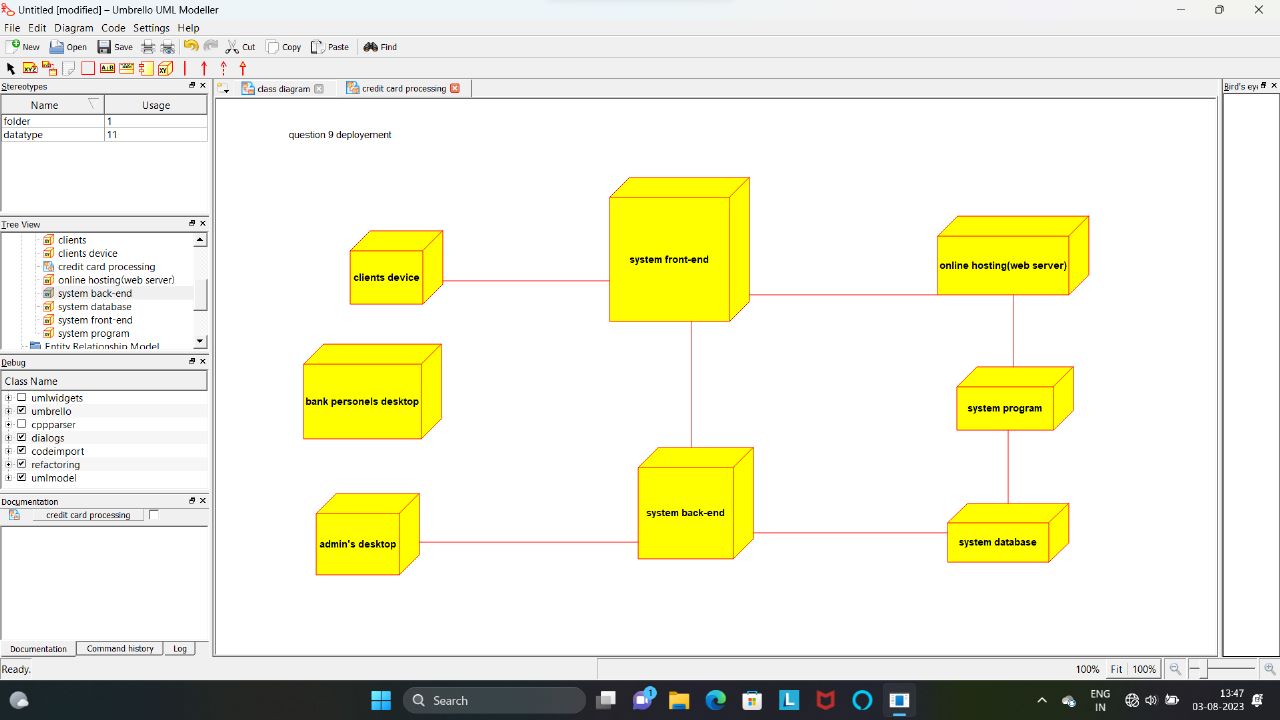 Untitled [modified] – Umbrello UML Modeller
File Edit Diagram Code Settings Help
New Open Save Cut Copy Paste Find
Stereotypes
Name Usage
folder 1
datatype 11
Tree View
clients
clients device
credit card processing
online hosting(web server)
system back-end
system database
system front-end
system program
Entity Relationship Model
Debug
Class Name
umlwidgets
umbrello
cppparser
dialogs
codeimport
refactoring
umlmodel
Documentation
credit card processing
Documentation Command history Log
class diagram credit card processing
question 9 deployement
system front-end
clients device
online hosting(web server)
bank personels desktop
system program
system back-end
admin's desktop
system database
Bird's ey
Ready.
100% Fit 100%
Search
1
ENG
IN
13:47
03-08-2023